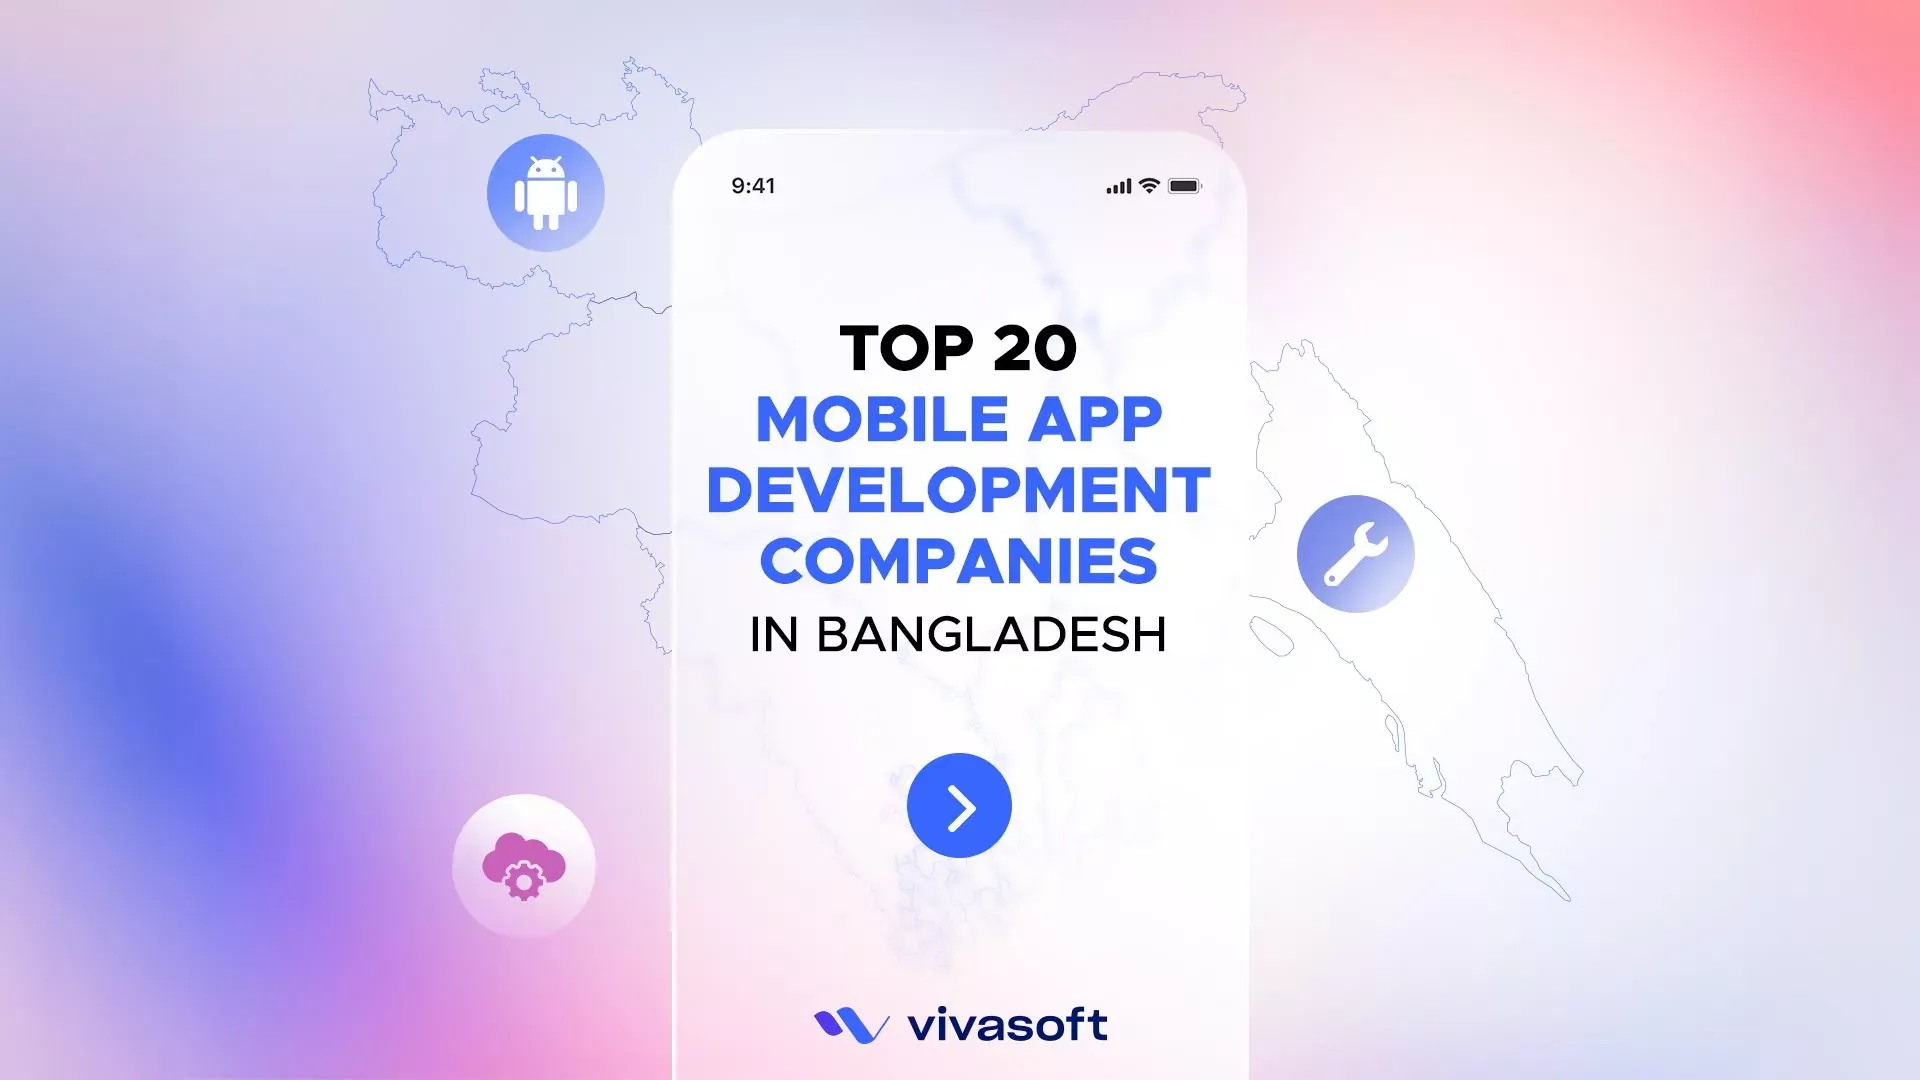 9:41
TOP 20
MOBILE APP
DEVELOPMENT
COMPANIES
IN BANGLADESH
vivasoft